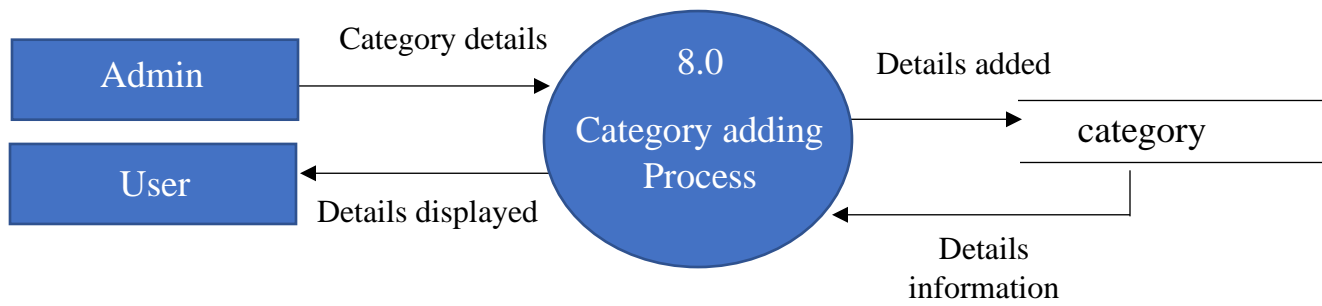 Category details
Admin
8.0
Category adding
Process
Details added
category
User
Details displayed
Details
information